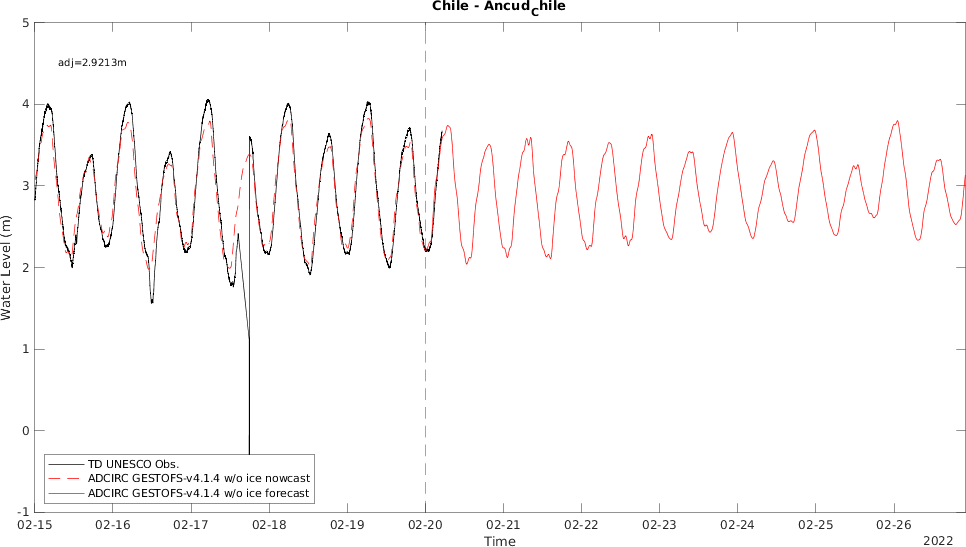 Chile - Ancud_Chile
adj=2.9213m
Water Level (m)
5
4
3
2
1
0
-1
TD UNESCO Obs.
ADCIRC GESTOFS-v4.1.4 w/o ice nowcast
ADCIRC GESTOFS-v4.1.4 w/o ice forecast
02-15 02-16 02-17 02-18 02-19 02-20 02-21 02-22 02-23 02-24 02-25 02-26
Time
2022